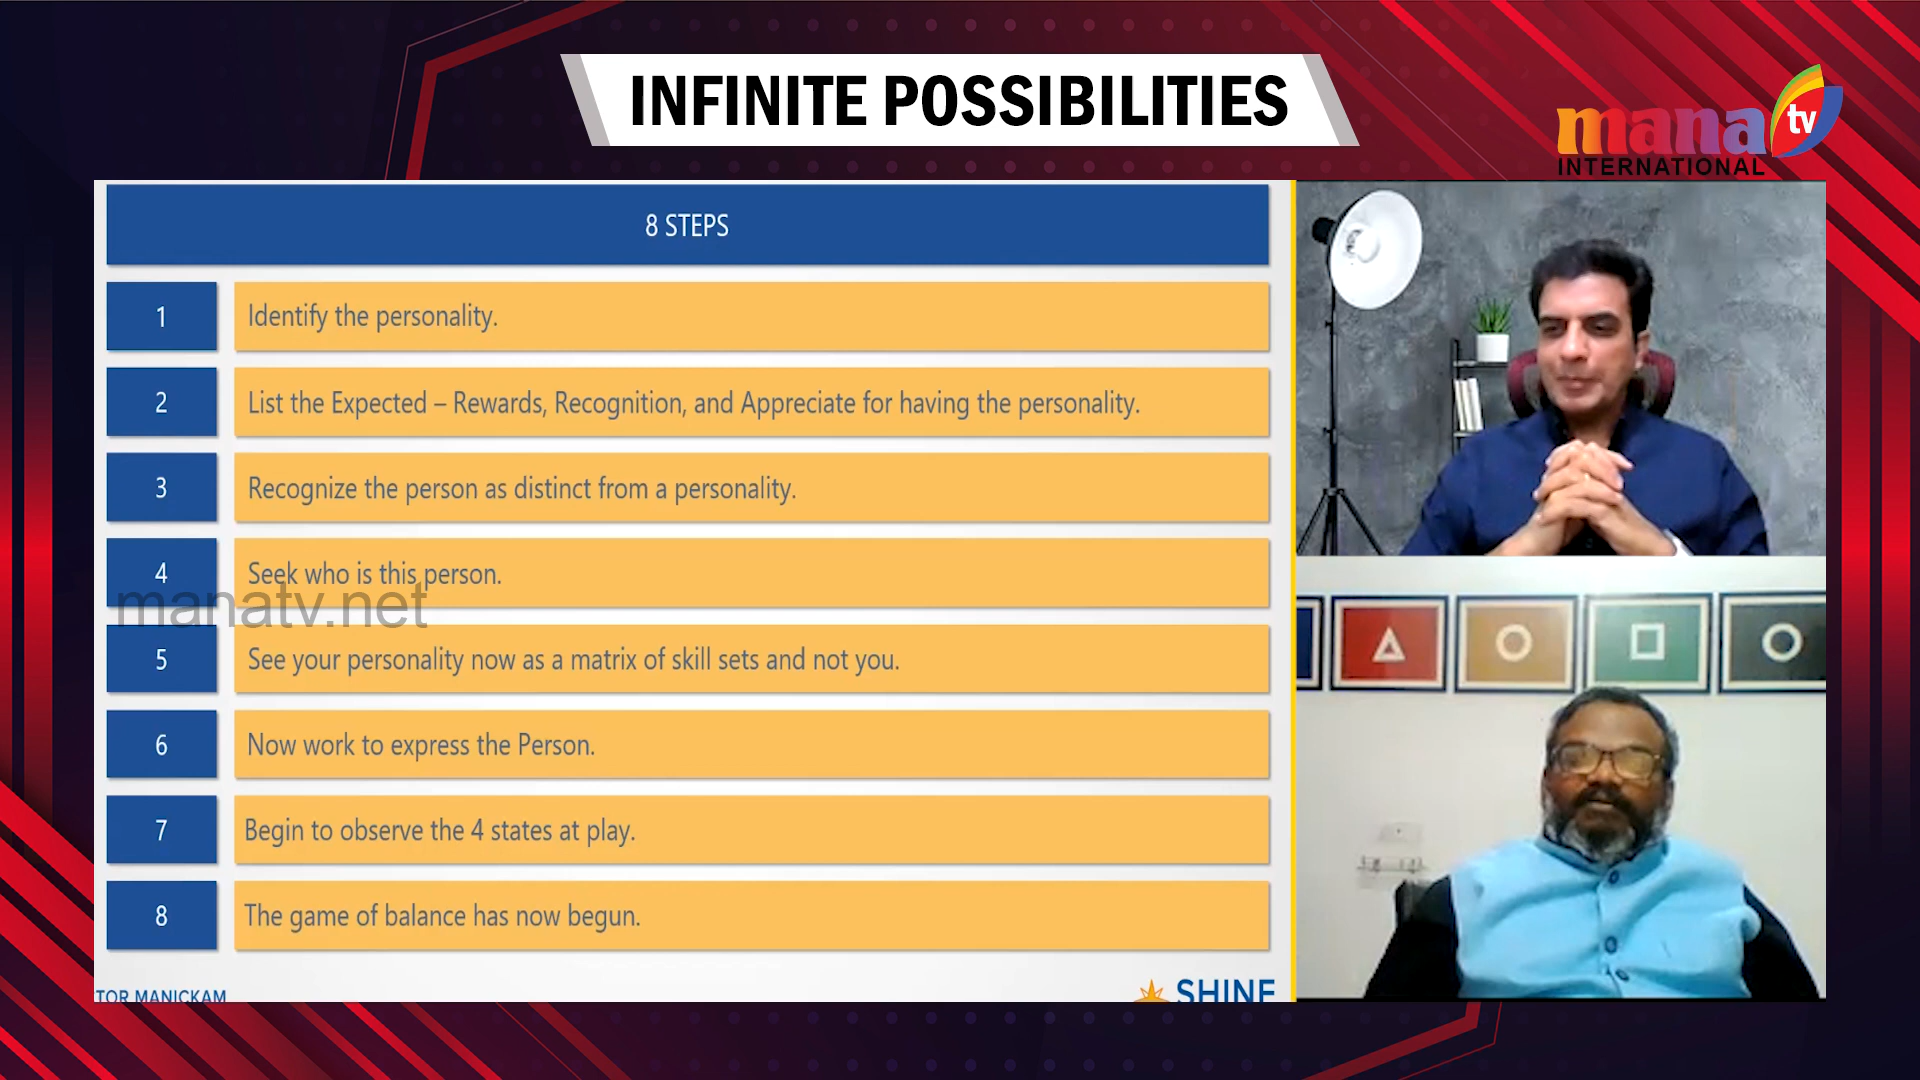 INFINITE POSSIBILITIES
mana tv
INTERNATIONAL
8 STEPS
1 Identify the personality.
2 List the Expected – Rewards, Recognition, and Appreciate for having the personality.
3 Recognize the person as distinct from a personality.
4 Seek who is this person.
manatv.net
5 See your personality now as a matrix of skill sets and not you.
6 Now work to express the Person.
7 Begin to observe the 4 states at play.
8 The game of balance has now begun.
TOR MANICKAM
SHINE